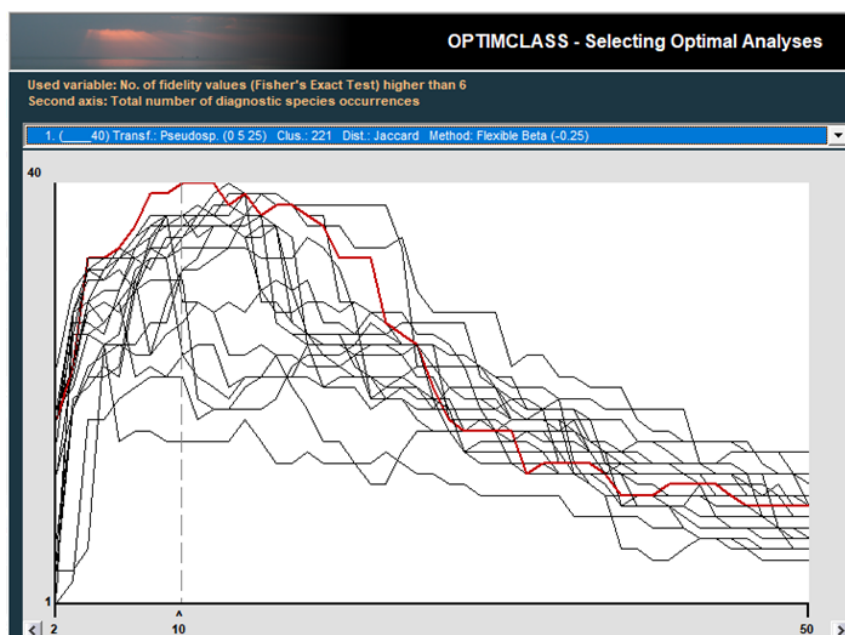 OPTIMCLASS - Selecting Optimal Analyses
Used variable: No. of fidelity values (Fisher's Exact Test) higher than 6
Second axis: Total number of diagnostic species occurrences
1. (____40) Transf.: Pseudosp. (0 5 25) Clus.: 221 Dist.: Jaccard Method: Flexible Beta (-0.25)
40
1
2 10 50